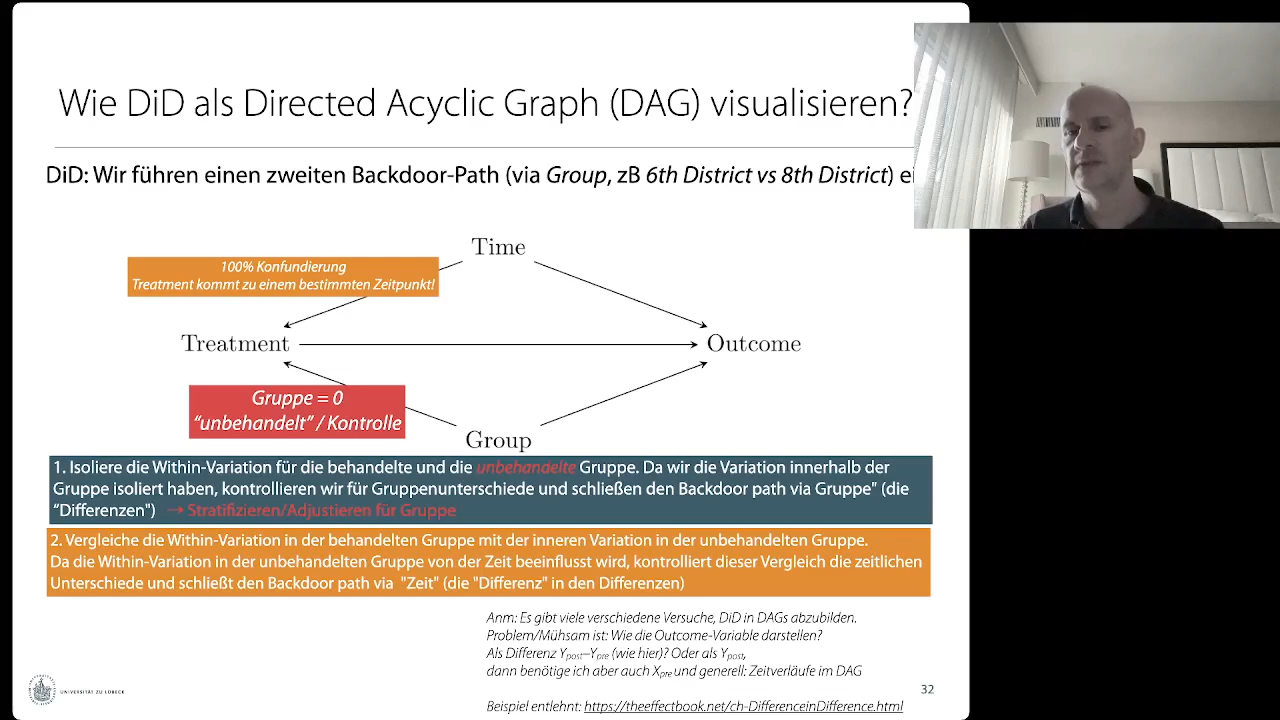 Wie DiD als Directed Acyclic Graph (DAG) visualisieren?
DiD: Wir führen einen zweiten Backdoor-Path (via Group, zB 6th District vs 8th District)
Time
100% Konfundierung
Treatment kommt zu einem bestimmten Zeitpunkt!
Treatment
Outcome
Gruppe = 0
“unbehandelt” / Kontrolle
Group
1. Isoliere die Within-Variation für die behandelte und die unbehandelte Gruppe. Da wir die Variation innerhalb der
Gruppe isoliert haben, kontrollieren wir für Gruppenunterschiede und schließen den Backdoor path via Gruppe" (die
“Differenzen") → Stratifizieren/Adjustieren für Gruppe
2. Vergleiche die Within-Variation in der behandelten Gruppe mit der inneren Variation in der unbehandelten Gruppe.
Da die Within-Variation in der unbehandelten Gruppe von der Zeit beeinflusst wird, kontrolliert dieser Vergleich die zeitlichen
Unterschiede und schließt den Backdoor path via "Zeit" (die "Differenz" in den Differenzen)
Anm: Es gibt viele verschiedene Versuche, DiD in DAGs abzubilden.
Problem/Mühsam ist: Wie die Outcome-Variable darstellen?
Als Differenz Ypost–Ypre (wie hier)? Oder als Ypost,
dann benötige ich aber auch Xpre und generell: Zeitverläufe im DAG
Beispiel entlehnt: https://theeffectbook.net/ch-DifferenceinDifference.html
32
UNIVERSITÄT ZU LÜBECK